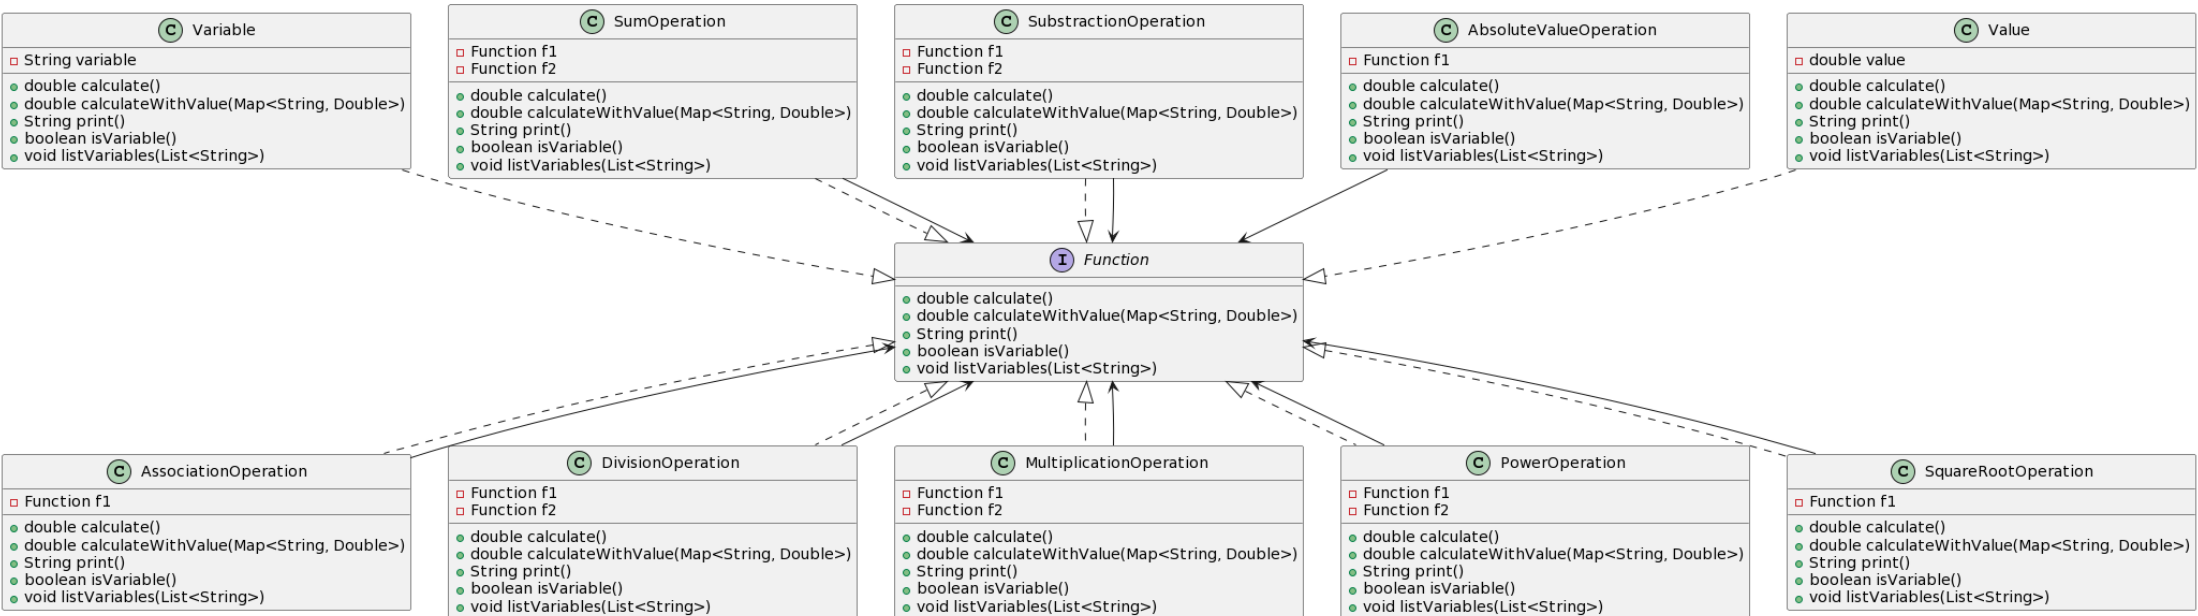 C Variable
String variable
double calculate()
double calculateWithValue(Map<String, Double>)
String print()
boolean isVariable()
void listVariables(List<String>)
C SumOperation
Function f1
Function f2
double calculate()
double calculateWithValue(Map<String, Double>)
String print()
boolean isVariable()
void listVariables(List<String>)
C SubstractionOperation
Function f1
Function f2
double calculate()
double calculateWithValue(Map<String, Double>)
String print()
boolean isVariable()
void listVariables(List<String>)
C AbsoluteValueOperation
Function f1
double calculate()
double calculateWithValue(Map<String, Double>)
String print()
boolean isVariable()
void listVariables(List<String>)
C Value
double value
double calculate()
double calculateWithValue(Map<String, Double>)
String print()
boolean isVariable()
void listVariables(List<String>)
I Function
double calculate()
double calculateWithValue(Map<String, Double>)
String print()
boolean isVariable()
void listVariables(List<String>)
C AssociationOperation
Function f1
double calculate()
double calculateWithValue(Map<String, Double>)
String print()
boolean isVariable()
void listVariables(List<String>)
C DivisionOperation
Function f1
Function f2
double calculate()
double calculateWithValue(Map<String, Double>)
String print()
boolean isVariable()
void listVariables(List<String>)
C MultiplicationOperation
Function f1
Function f2
double calculate()
double calculateWithValue(Map<String, Double>)
String print()
boolean isVariable()
void listVariables(List<String>)
C PowerOperation
Function f1
Function f2
double calculate()
double calculateWithValue(Map<String, Double>)
String print()
boolean isVariable()
void listVariables(List<String>)
C SquareRootOperation
Function f1
double calculate()
double calculateWithValue(Map<String, Double>)
String print()
boolean isVariable()
void listVariables(List<String>)